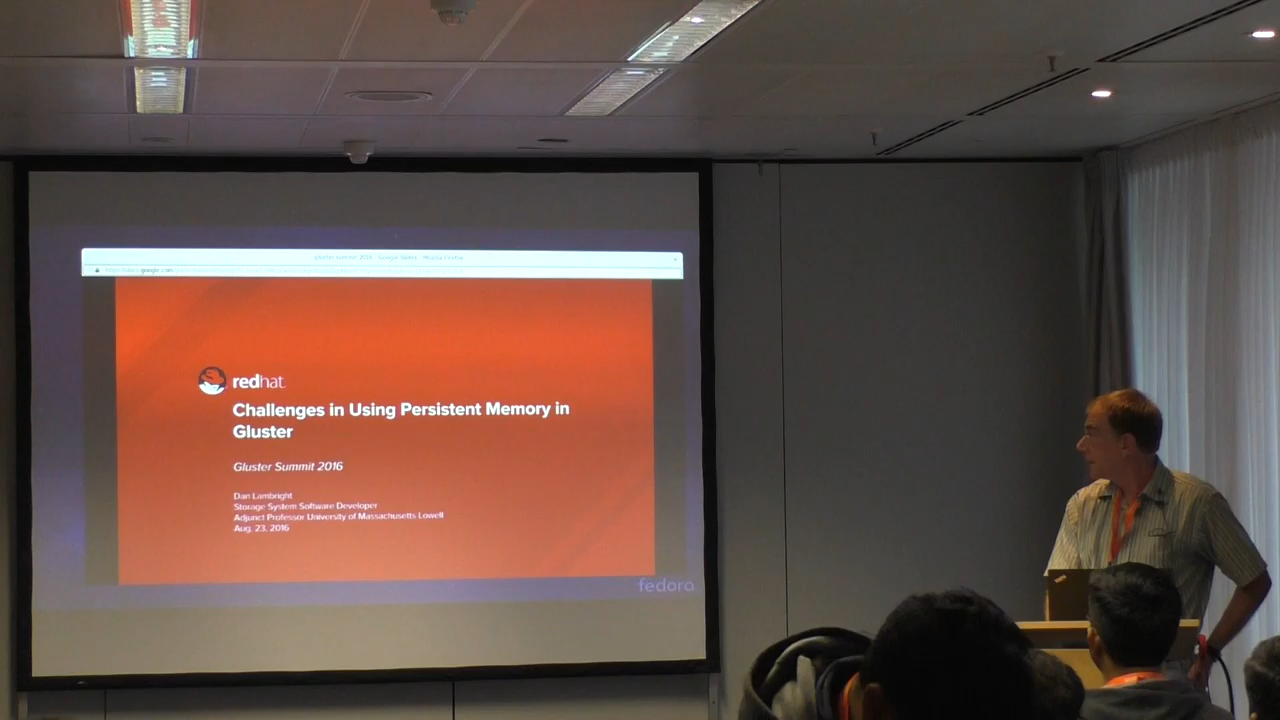 gluster summit 2016 - Google Slides - Mozilla Firefox
redhat.
Challenges in Using Persistent Memory in
Gluster
Gluster Summit 2016
Dan Lambright
Storage System Software Developer
Adjunct Professor University of Massachusetts Lowell
Aug, 23, 2016
fedora